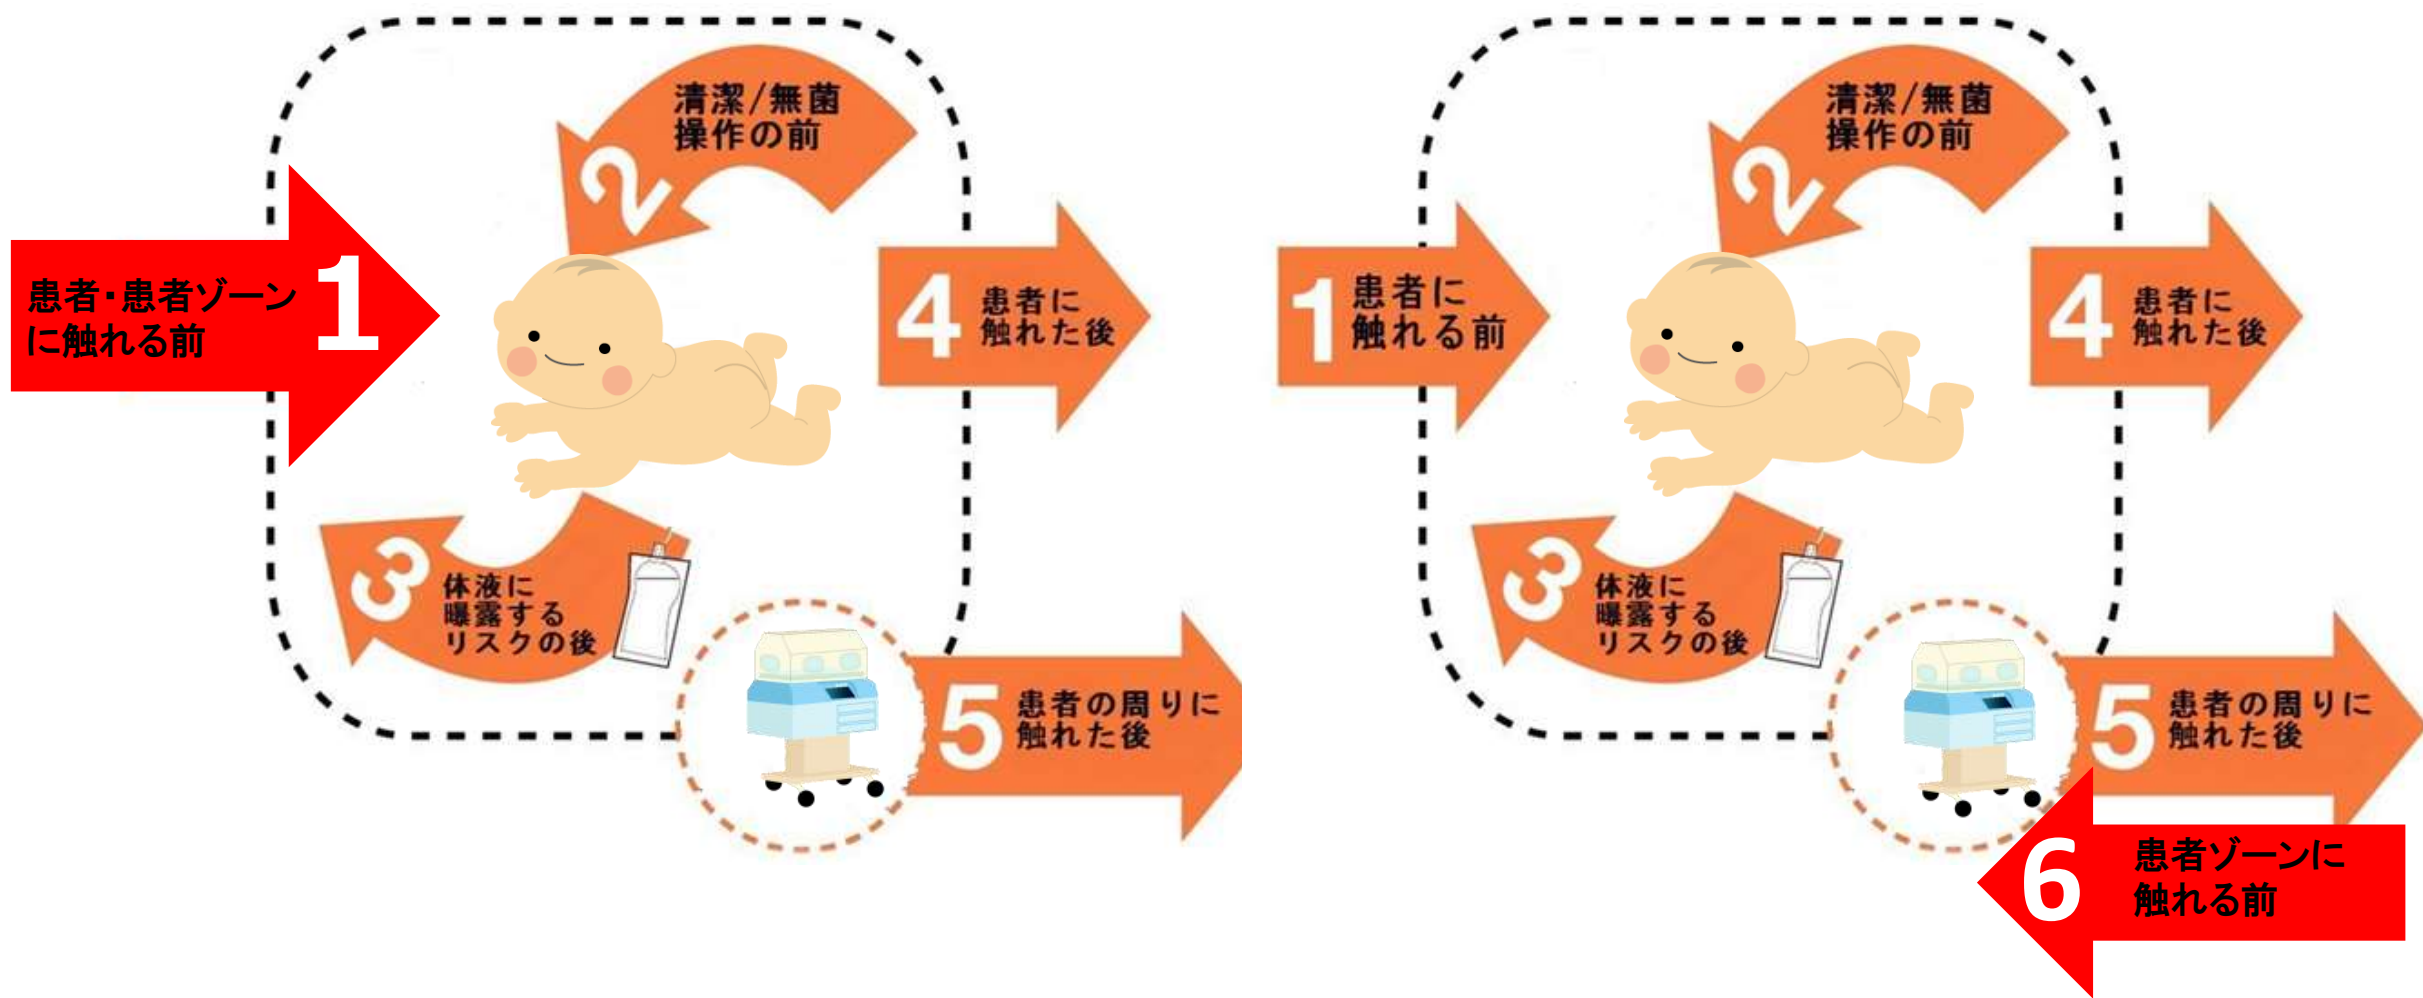 清潔/無菌
操作の前
2
患者・患者ゾーン
に触れる前
1
4
患者に
触れた後
3
体液に
曝露する
リスクの後
5
患者の周りに
触れた後
清潔/無菌
操作の前
2
1
患者に
触れる前
4
患者に
触れた後
3
体液に
曝露する
リスクの後
5
患者の周りに
触れた後
6
患者ゾーンに
触れる前